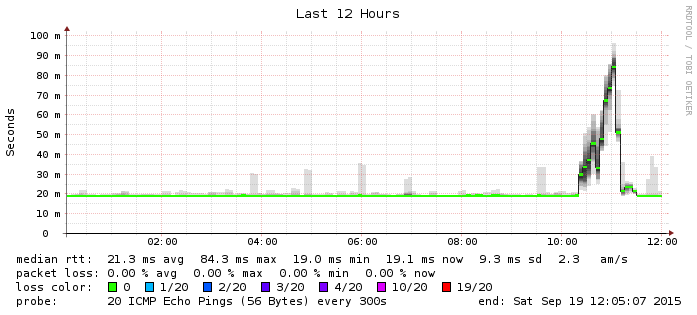 Last 12 Hours
RRDTOOL / TOBI OETIKER
100 m
90 m
80 m
70 m
60 m
50 m
40 m
30 m
20 m
10 m
0
Seconds
02:00 04:00 06:00 08:00 10:00 12:00
median rtt: 21.3 ms avg 84.3 ms max 19.0 ms min 19.1 ms now 9.3 ms sd 2.3 am/s
packet loss: 0.00 % avg 0.00 % max 0.00 % min 0.00 % now
loss color: 0 1/20 2/20 3/20 4/20 10/20 19/20
probe: 20 ICMP Echo Pings (56 Bytes) every 300s end: Sat Sep 19 12:05:07 2015